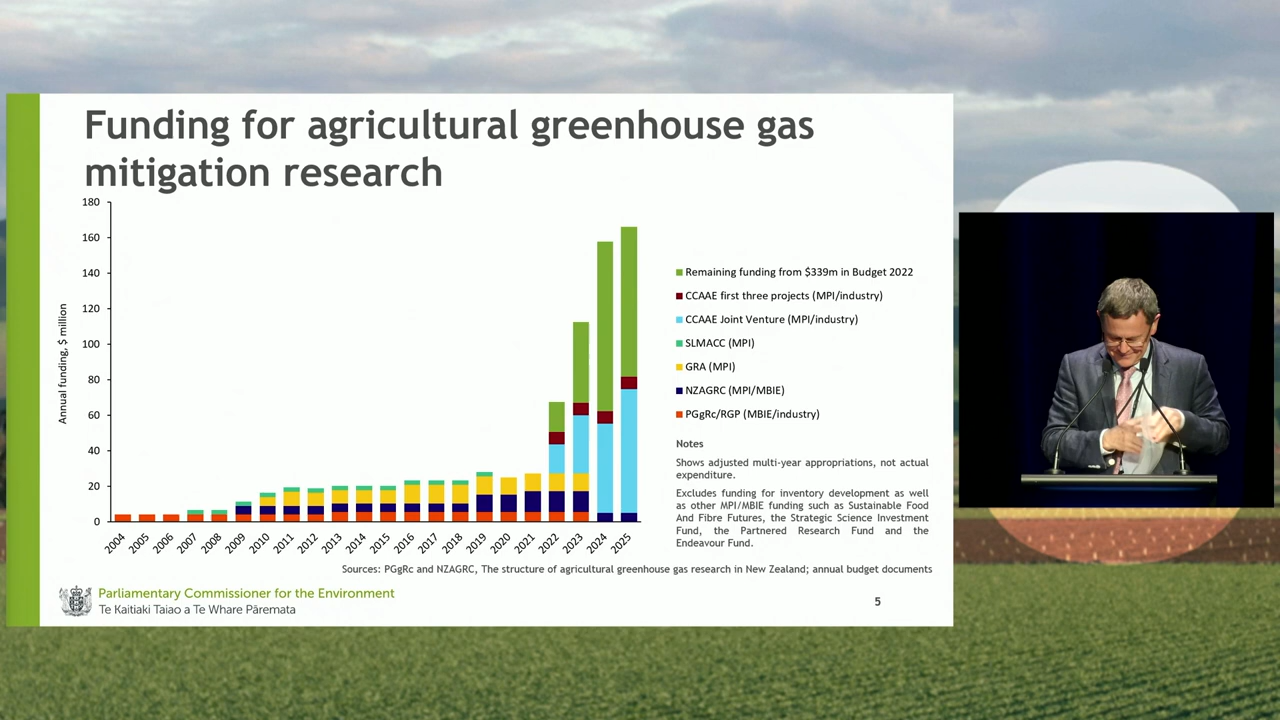 Funding for agricultural greenhouse gas
mitigation research
180
160
140
120
100
80
60
40
20
0
Annual funding, $ million
2004
2005
2006
2007
2008
2009
2010
2011
2012
2013
2014
2015
2016
2017
2018
2019
2020
2021
2022
2023
2024
2025
Remaining funding from $339m in Budget 2022
CCAAE first three projects (MPI/industry)
CCAAE Joint Venture (MPI/industry)
SLMACC (MPI)
GRA (MPI)
NZAGRC (MPI/MBIE)
PGgRc/RGP (MBIE/industry)
Notes
Shows adjusted multi-year appropriations, not actual
expenditure.
Excludes funding for inventory development as well
as other MPI/MBIE funding such as Sustainable Food
And Fibre Futures, the Strategic Science Investment
Fund, the Partnered Research Fund and the
Endeavour Fund.
Sources: PGgRc and NZAGRC, The structure of agricultural greenhouse gas research in New Zealand; annual budget documents
Parliamentary Commissioner for the Environment
Te Kaitiaki Taiao a Te Whare Pāremata
5